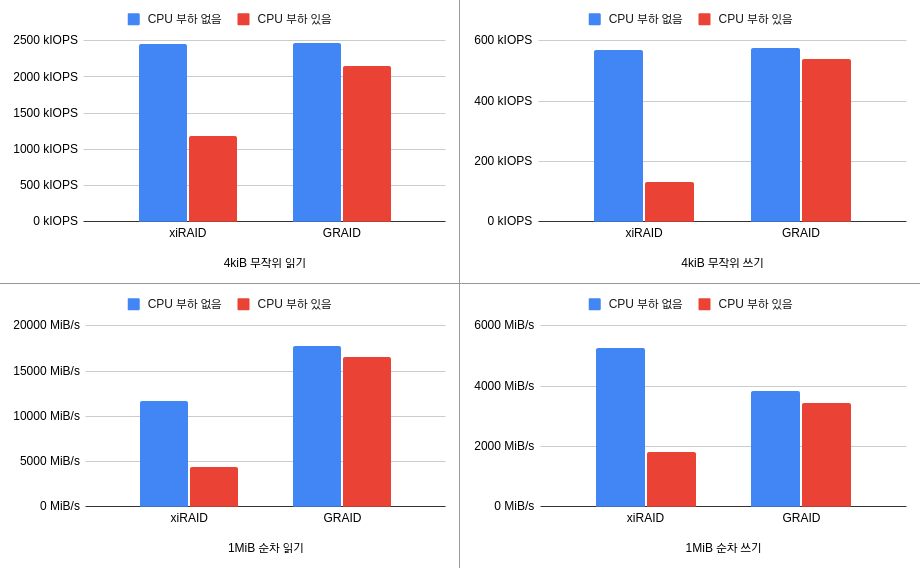 CPU 부하 없음 CPU 부하 있음
2500 kIOPS
2000 kIOPS
1500 kIOPS
1000 kIOPS
500 kIOPS
0 kIOPS
xiRAID GRAID
4kiB 무작위 읽기
CPU 부하 없음 CPU 부하 있음
600 kIOPS
400 kIOPS
200 kIOPS
0 kIOPS
xiRAID GRAID
4kiB 무작위 쓰기
CPU 부하 없음 CPU 부하 있음
20000 MiB/s
15000 MiB/s
10000 MiB/s
5000 MiB/s
0 MiB/s
xiRAID GRAID
1MiB 순차 읽기
CPU 부하 없음 CPU 부하 있음
6000 MiB/s
4000 MiB/s
2000 MiB/s
0 MiB/s
xiRAID GRAID
1MiB 순차 쓰기